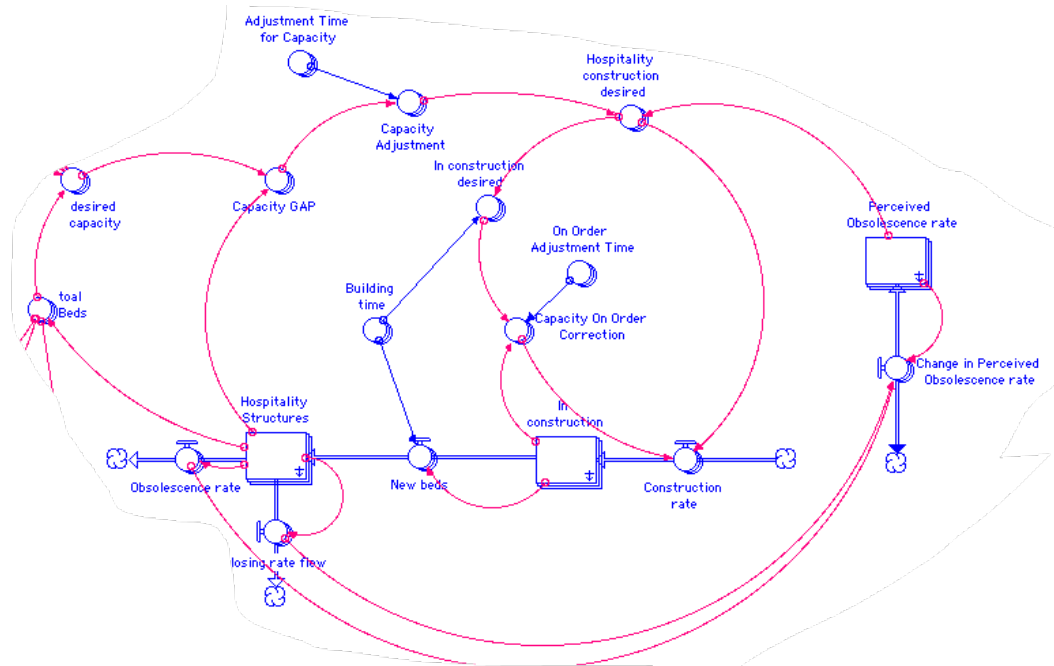 Adjustment Time
for Capacity
Hospitality
construction
desired
Capacity
Adjustment
In construction
desired
desired
capacity
Capacity GAP
Perceived
Obsolescence rate
On Order
Adjustment Time
toal
Beds
Building
time
Capacity On Order
Correction
Change in Perceived
Obsolescence rate
Hospitality
Structures
In
construction
Obsolescence rate
New beds
Construction
rate
losing rate flow